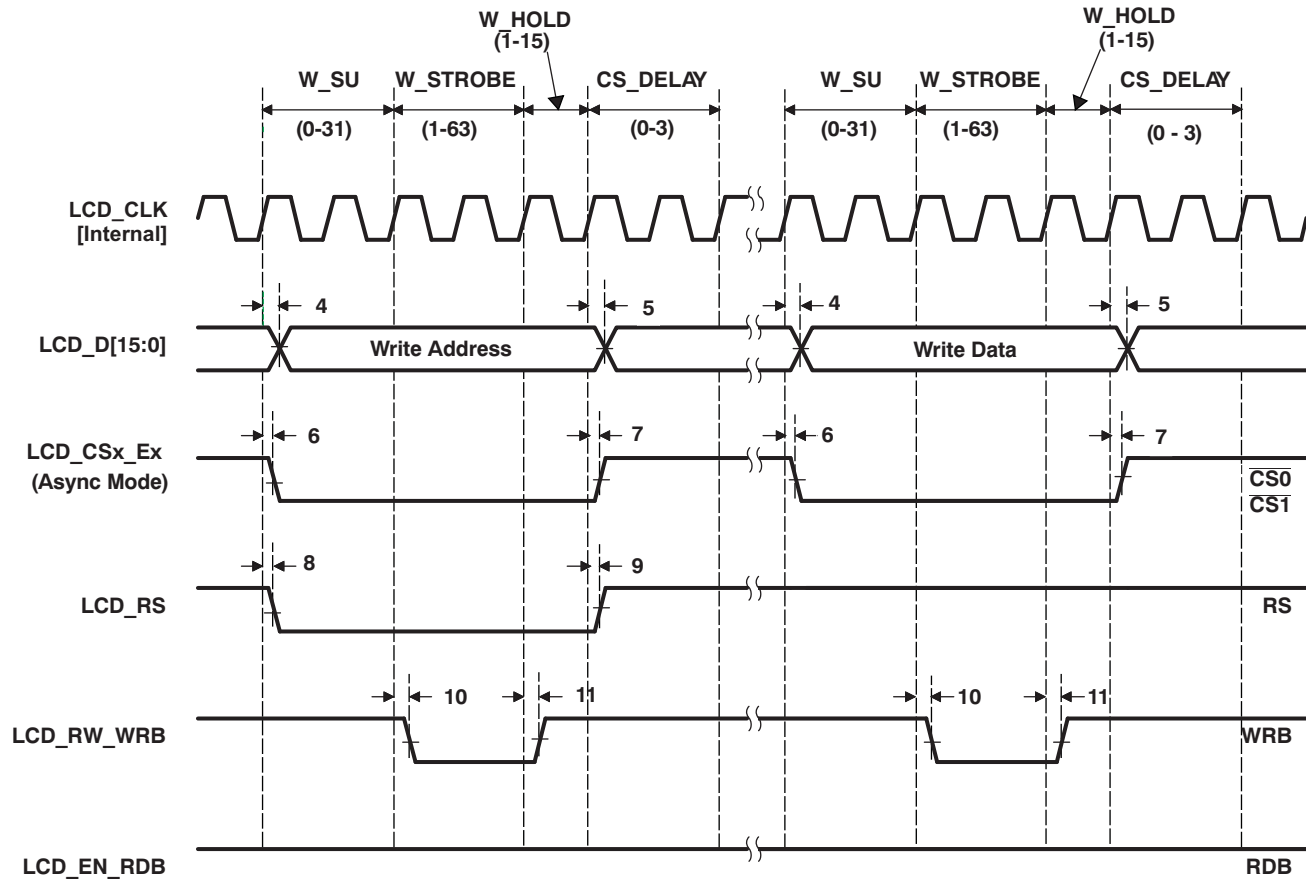 W_HOLD
(1-15)
W_HOLD
(1-15)
W_SU W_STROBE CS_DELAY W_SU W_STROBE CS_DELAY
(0-31) (1-63) (0-3) (0-31) (1-63) (0 - 3)
LCD_CLK
[Internal]
4 5 4 5
LCD_D[15:0] Write Address Write Data
6 7 6 7
LCD_CSx_Ex
(Async Mode)
CS0
CS1
8 9
LCD_RS RS
10 11 10 11
LCD_RW_WRB WRB
LCD_EN_RDB RDB